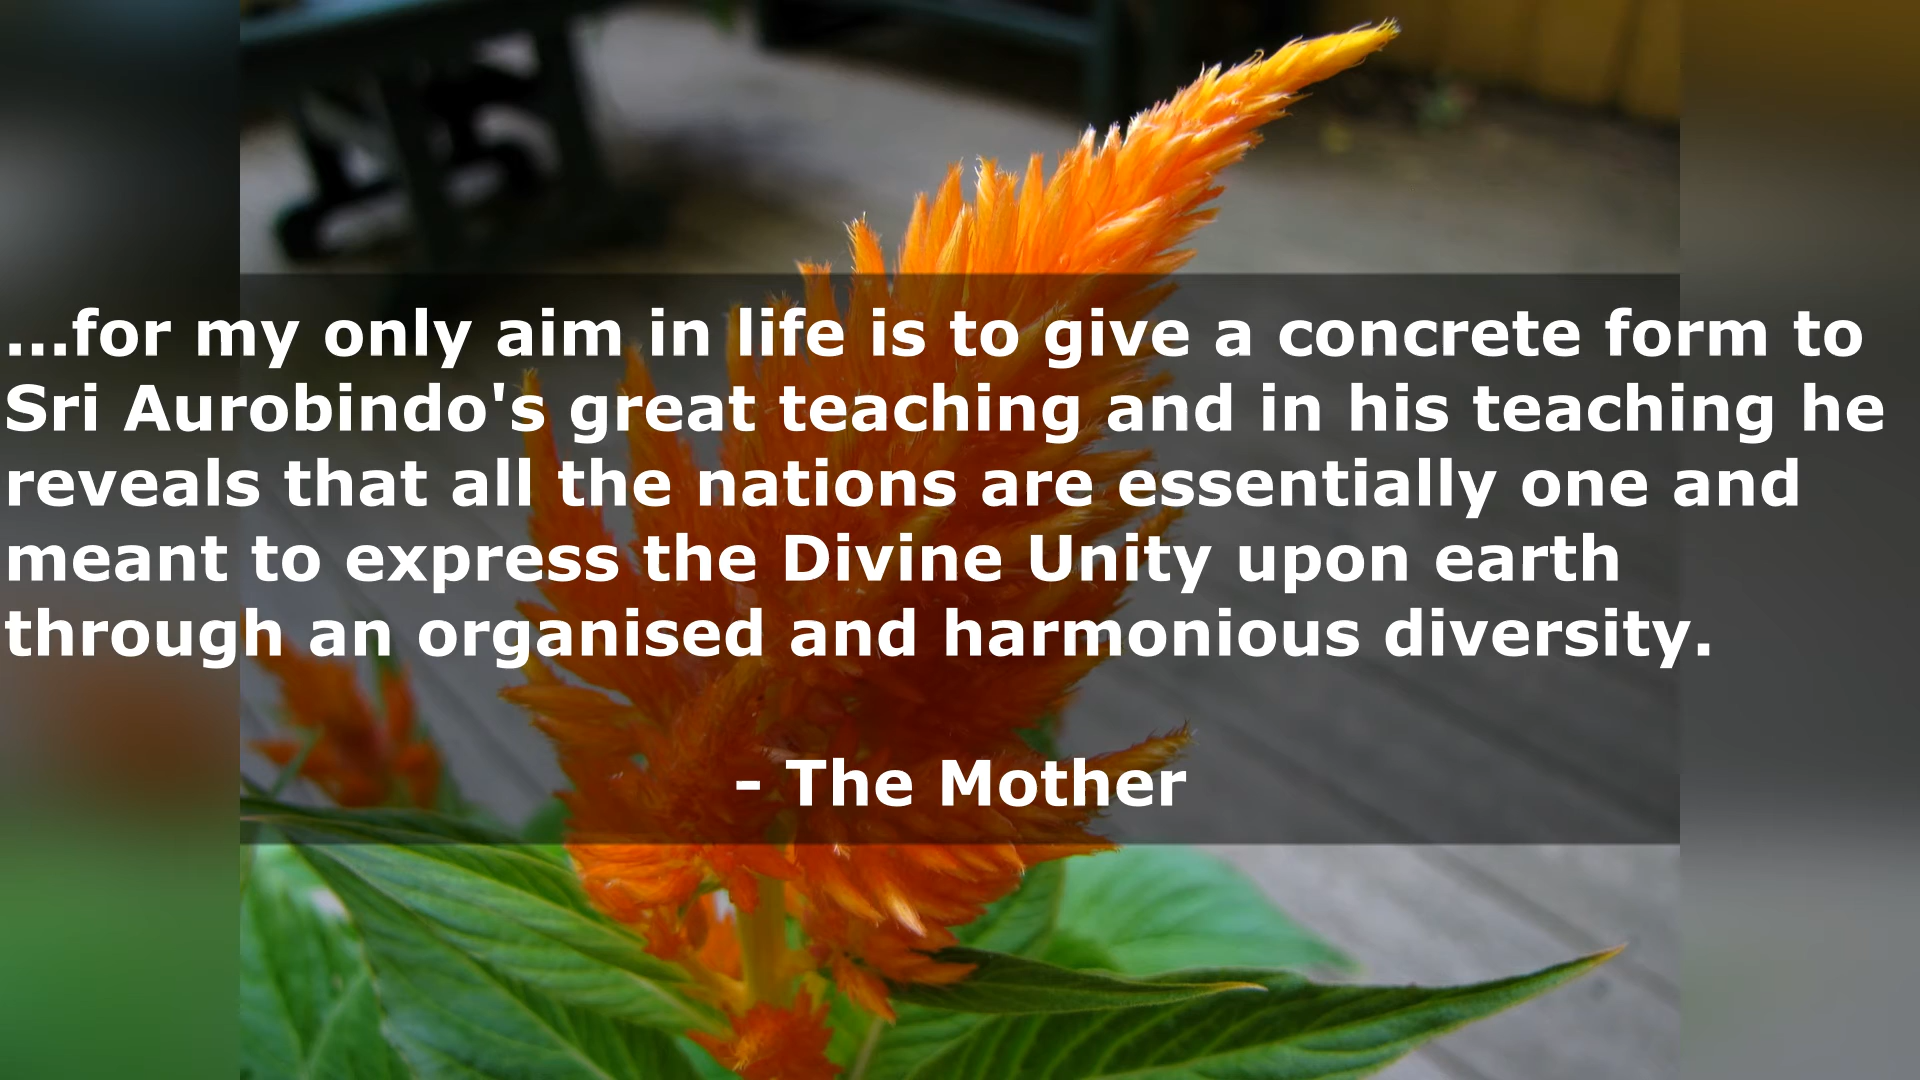 ...for my only aim in life is to give a concrete form to
Sri Aurobindo's great teaching and in his teaching he
reveals that all the nations are essentially one and
meant to express the Divine Unity upon earth
through an organised and harmonious diversity.
- The Mother